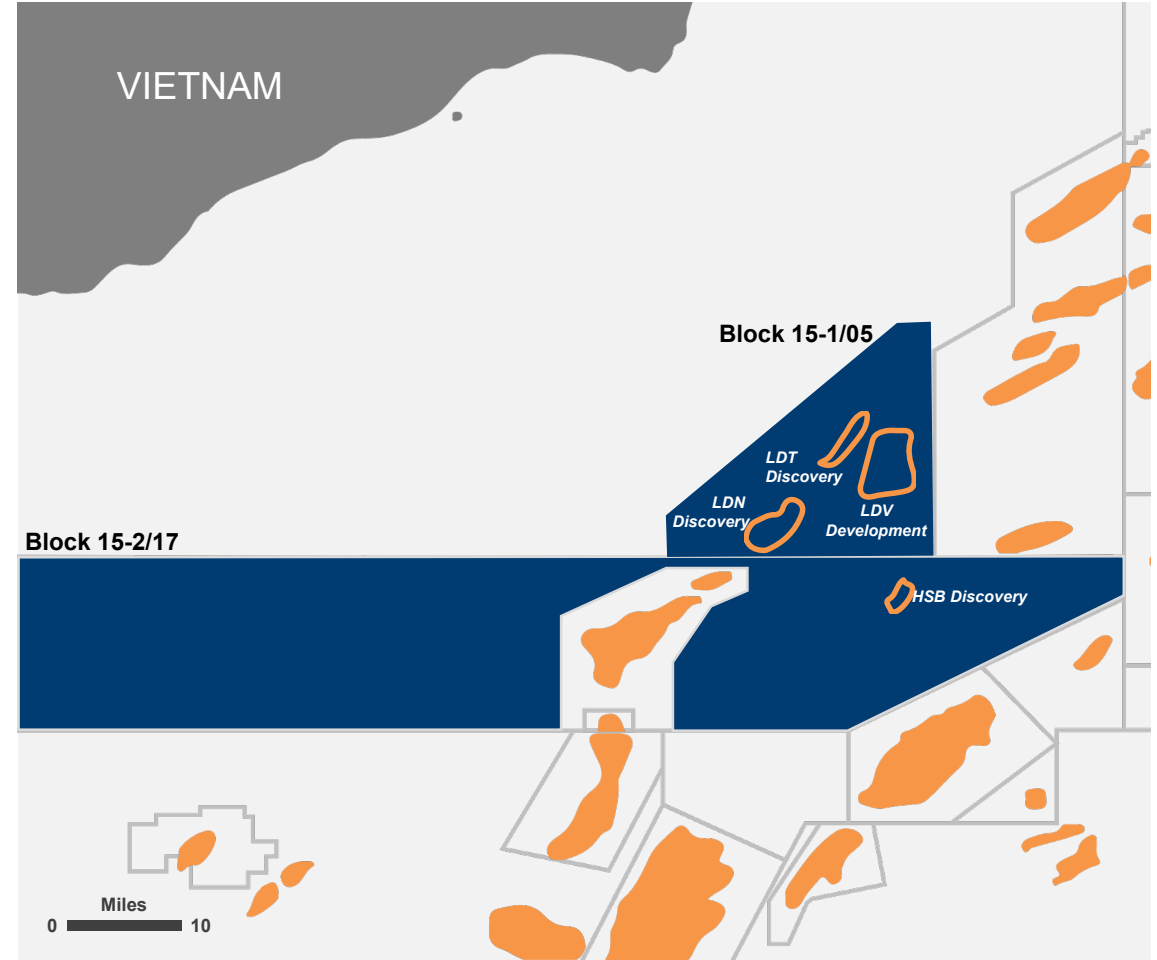 VIETNAM
Block 15-1/05
LDT
Discovery
LDN
Discovery
LDV
Development
Block 15-2/17
HSB Discovery
Miles
0 10